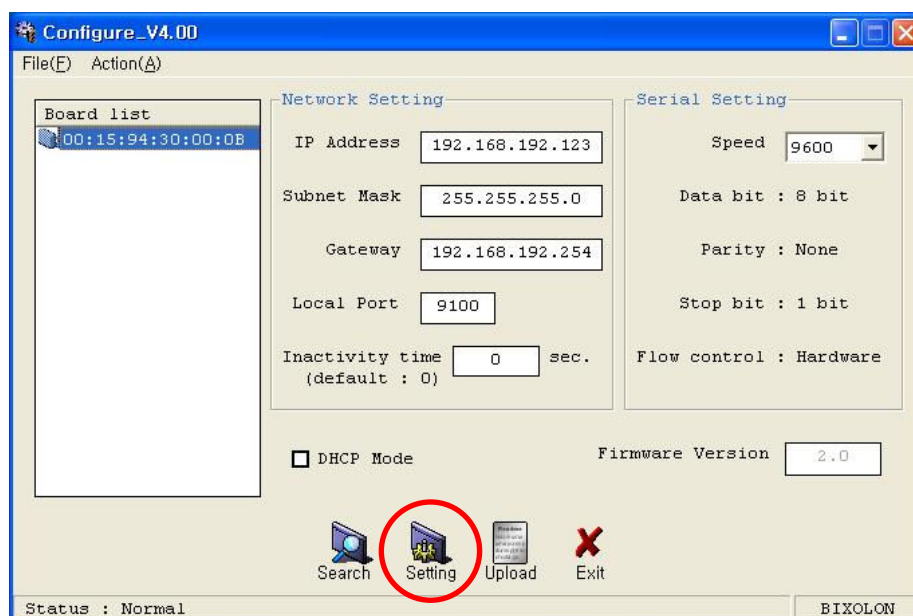 Configure_V4.00
File(F) Action(A)
Board list
00:15:94:30:00:0B
Network Setting
IP Address 192.168.192.123
Subnet Mask 255.255.255.0
Gateway 192.168.192.254
Local Port 9100
Inactivity time 0 sec.
(default : 0)
Serial Setting
Speed 9600
Data bit : 8 bit
Parity : None
Stop bit : 1 bit
Flow control : Hardware
DHCP Mode
Firmware Version 2.0
Search Setting Upload Exit
Status : Normal BIXOLON